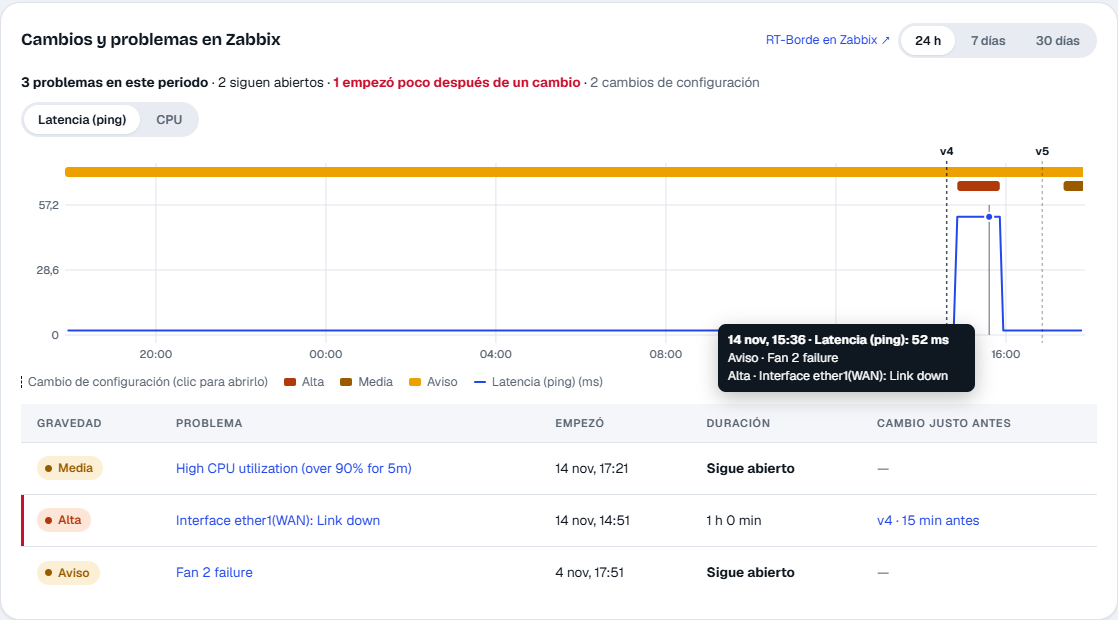 Cambios y problemas en Zabbix
RT-Borde en Zabbix ↗
24 h 7 días 30 días
3 problemas en este periodo · 2 siguen abiertos · 1 empezó poco después de un cambio · 2 cambios de configuración
Latencia (ping) CPU
v4 v5
57,2
28,6
0
20:00 00:00 04:00 08:00 16:00
14 nov, 15:36 · Latencia (ping): 52 ms
Aviso · Fan 2 failure
Alta · Interface ether1(WAN): Link down
Cambio de configuración (clic para abrirlo) Alta Media Aviso Latencia (ping) (ms)
GRAVEDAD PROBLEMA EMPEZÓ DURACIÓN CAMBIO JUSTO ANTES
Media High CPU utilization (over 90% for 5m) 14 nov, 17:21 Sigue abierto —
Alta Interface ether1(WAN): Link down 14 nov, 14:51 1 h 0 min v4 · 15 min antes
Aviso Fan 2 failure 4 nov, 17:51 Sigue abierto —